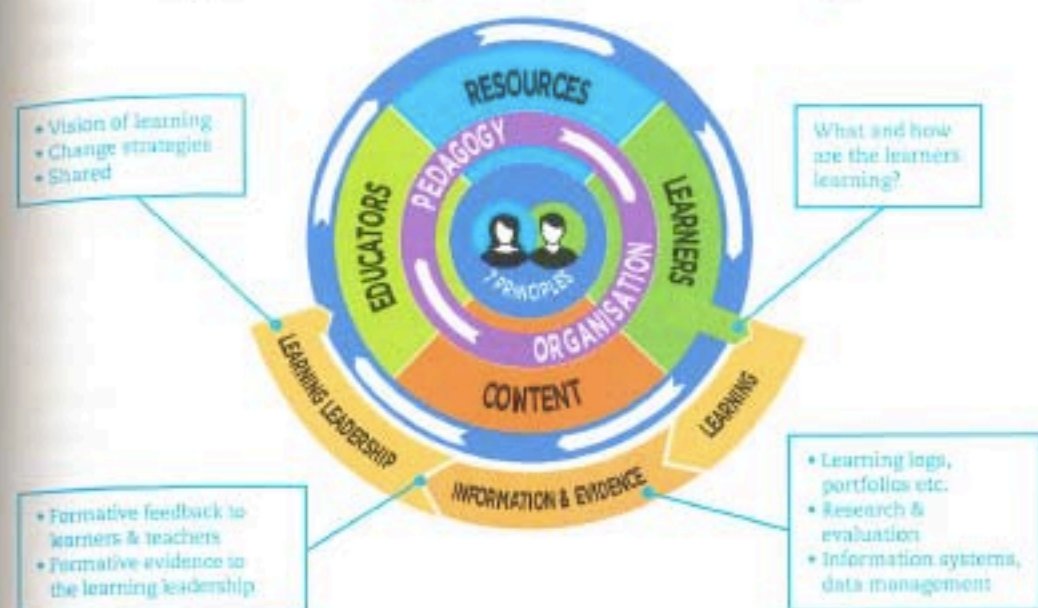 RESOURCES
PEDAGOGY
EDUCATORS
LEARNERS
7 PRINCIPLES
ORGANISATION
CONTENT
• Vision of learning
• Change strategies
• Shared
What and how
are the learners
learning?
LEARNING LEADERSHIP
INFORMATION & EVIDENCE
LEARNING
• Formative feedback to
learners & teachers
• Formative evidence to
the learning leadership
• Learning logs,
portfolios etc.
• Research &
evaluation
• Information systems,
data management